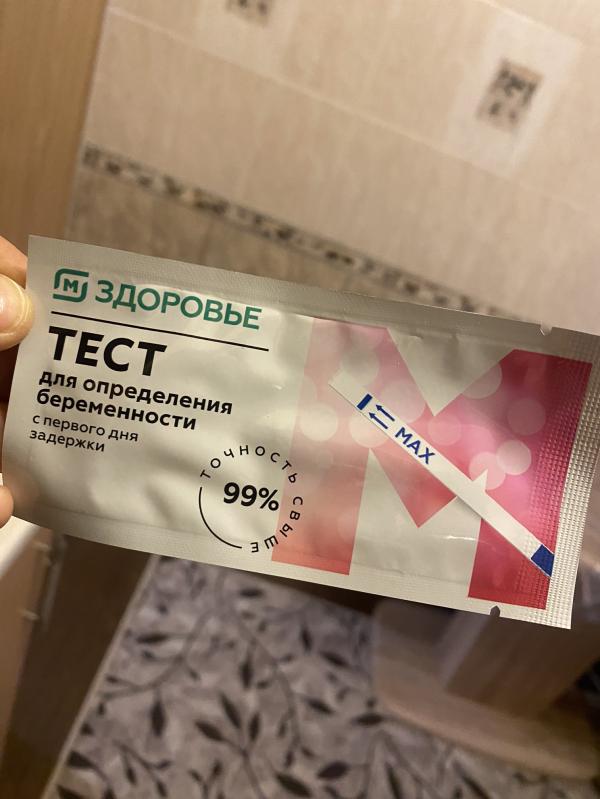 М ЗДОРОВЬЕ
ТЕСТ
для определения
беременности
с первого дня
задержки
ТОЧНОСТЬ СВЫШЕ
99%
MAX